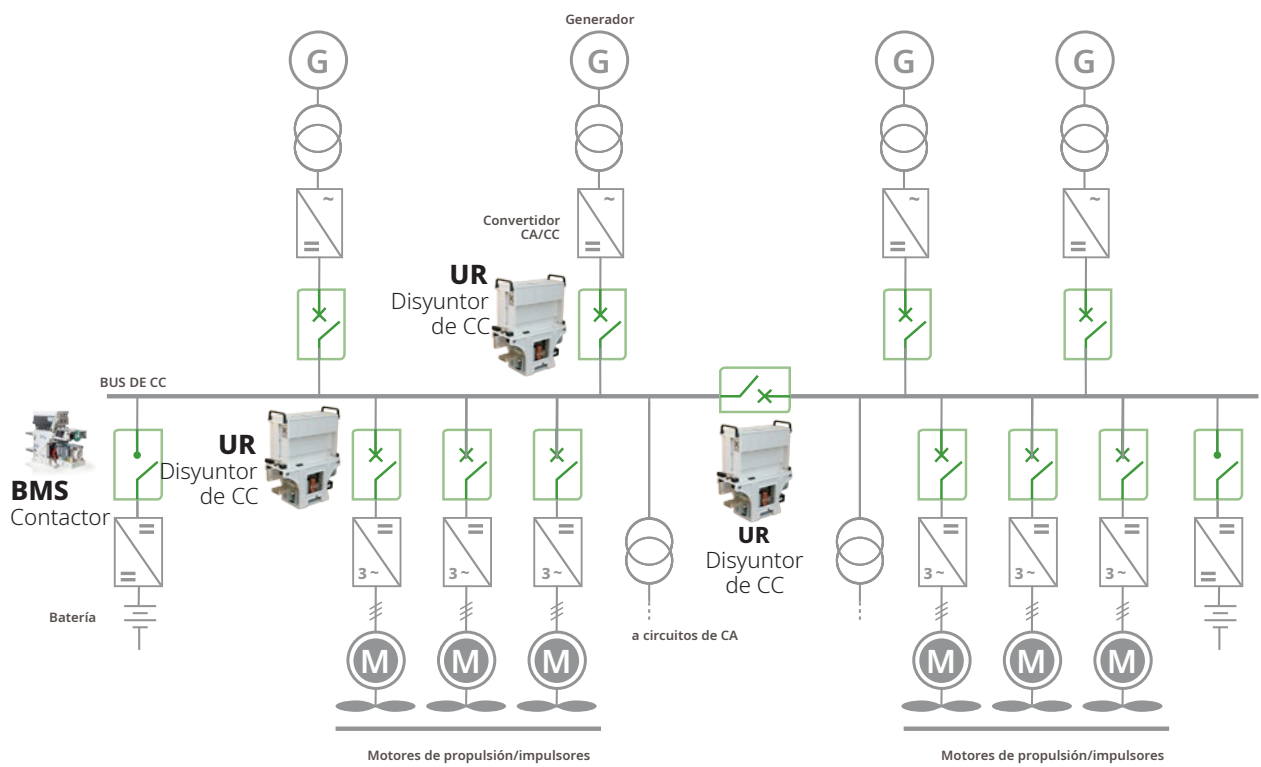 Generador
G
G
G
G
~
~
~
~
Convertidor
CA/CC
UR
Disyuntor
de CC
BUS DE CC
UR
Disyuntor
de CC
BMS
Contactor
UR
Disyuntor
de CC
3~
3~
3~
3~
3~
3~
Batería
a circuitos de CA
M
M
M
M
M
M
Motores de propulsión/impulsores
Motores de propulsión/impulsores